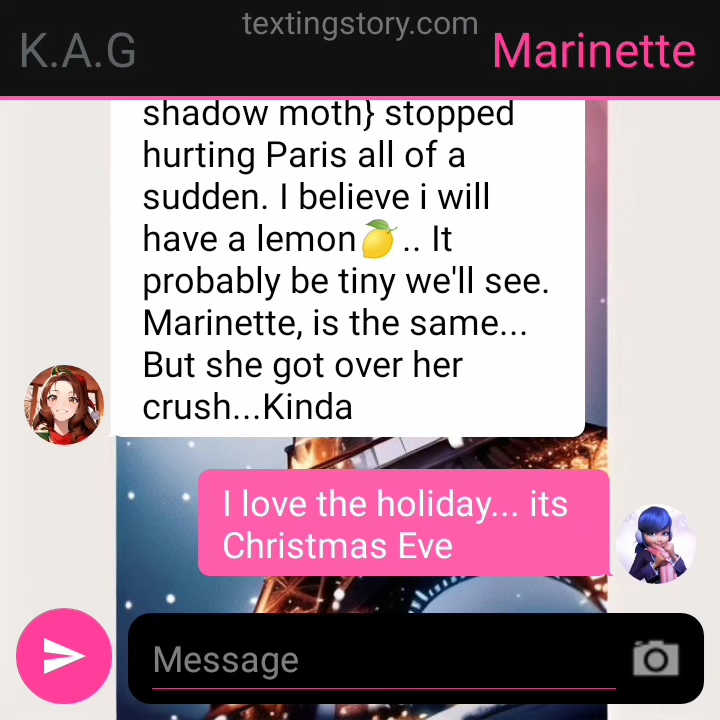 textingstory.com
K.A.G
Marinette
shadow moth} stopped
hurting Paris all of a
sudden. I believe i will
have a lemon🍋.. It
probably be tiny we'll see.
Marinette, is the same...
But she got over her
crush...Kinda
I love the holiday... its
Christmas Eve
Message